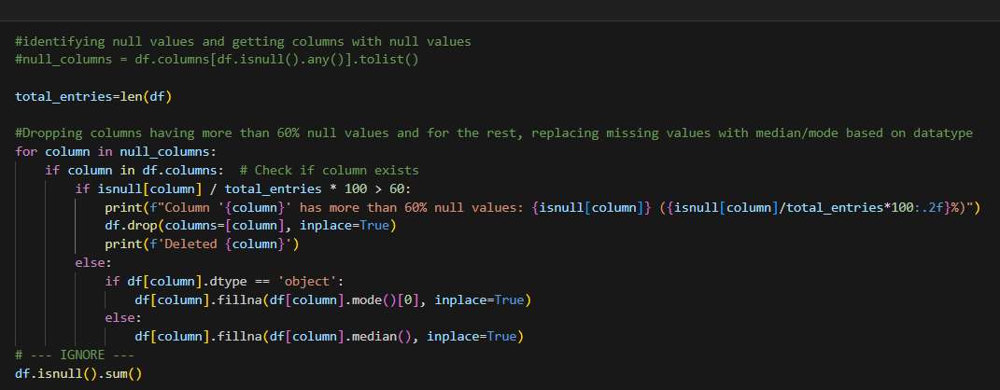 #identifying null values and getting columns with null values
#null_columns = df.columns[df.isnull().any()].tolist()
total_entries=len(df)
#Dropping columns having more than 60% null values and for the rest, replacing missing values with median/mode based on datatype
for column in null_columns:
    if column in df.columns:  # Check if column exists
        if isnull[column] / total_entries * 100 > 60:
            print(f"Column '{column}' has more than 60% null values: {isnull[column]} ({isnull[column]/total_entries*100:.2f}%)")
            df.drop(columns=[column], inplace=True)
            print(f'Deleted {column}')
        else:
            if df[column].dtype == 'object':
                df[column].fillna(df[column].mode()[0], inplace=True)
            else:
                df[column].fillna(df[column].median(), inplace=True)
# --- IGNORE ---
df.isnull().sum()